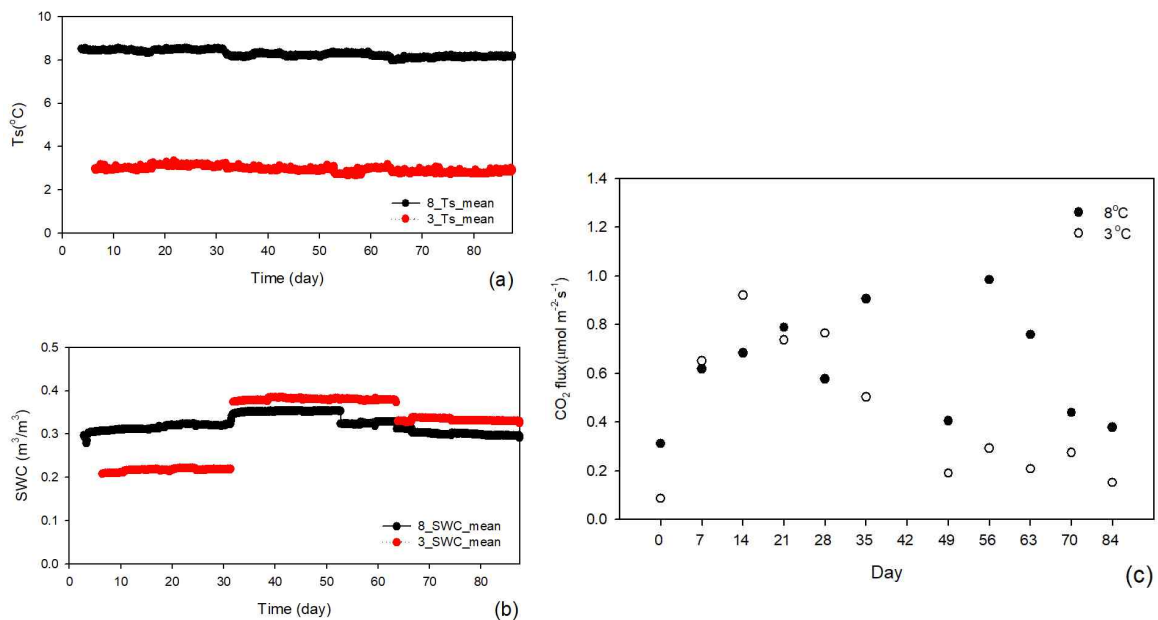 10
8
6
4
2
0
Ts(°C)
8_Ts_mean
3_Ts_mean
0 10 20 30 40 50 60 70 80
Time (day)
(a)
0.5
0.4
0.3
0.2
0.1
0.0
SWC (m³/m³)
8_SWC_mean
3_SWC_mean
0 10 20 30 40 50 60 70 80
Time (day)
(b)
1.4
1.2
1.0
0.8
0.6
0.4
0.2
0.0
CO₂ flux(μmol m⁻²·s⁻¹)
8°C
3 °C
0 7 14 21 28 35 42 49 56 63 70 84
Day
(c)